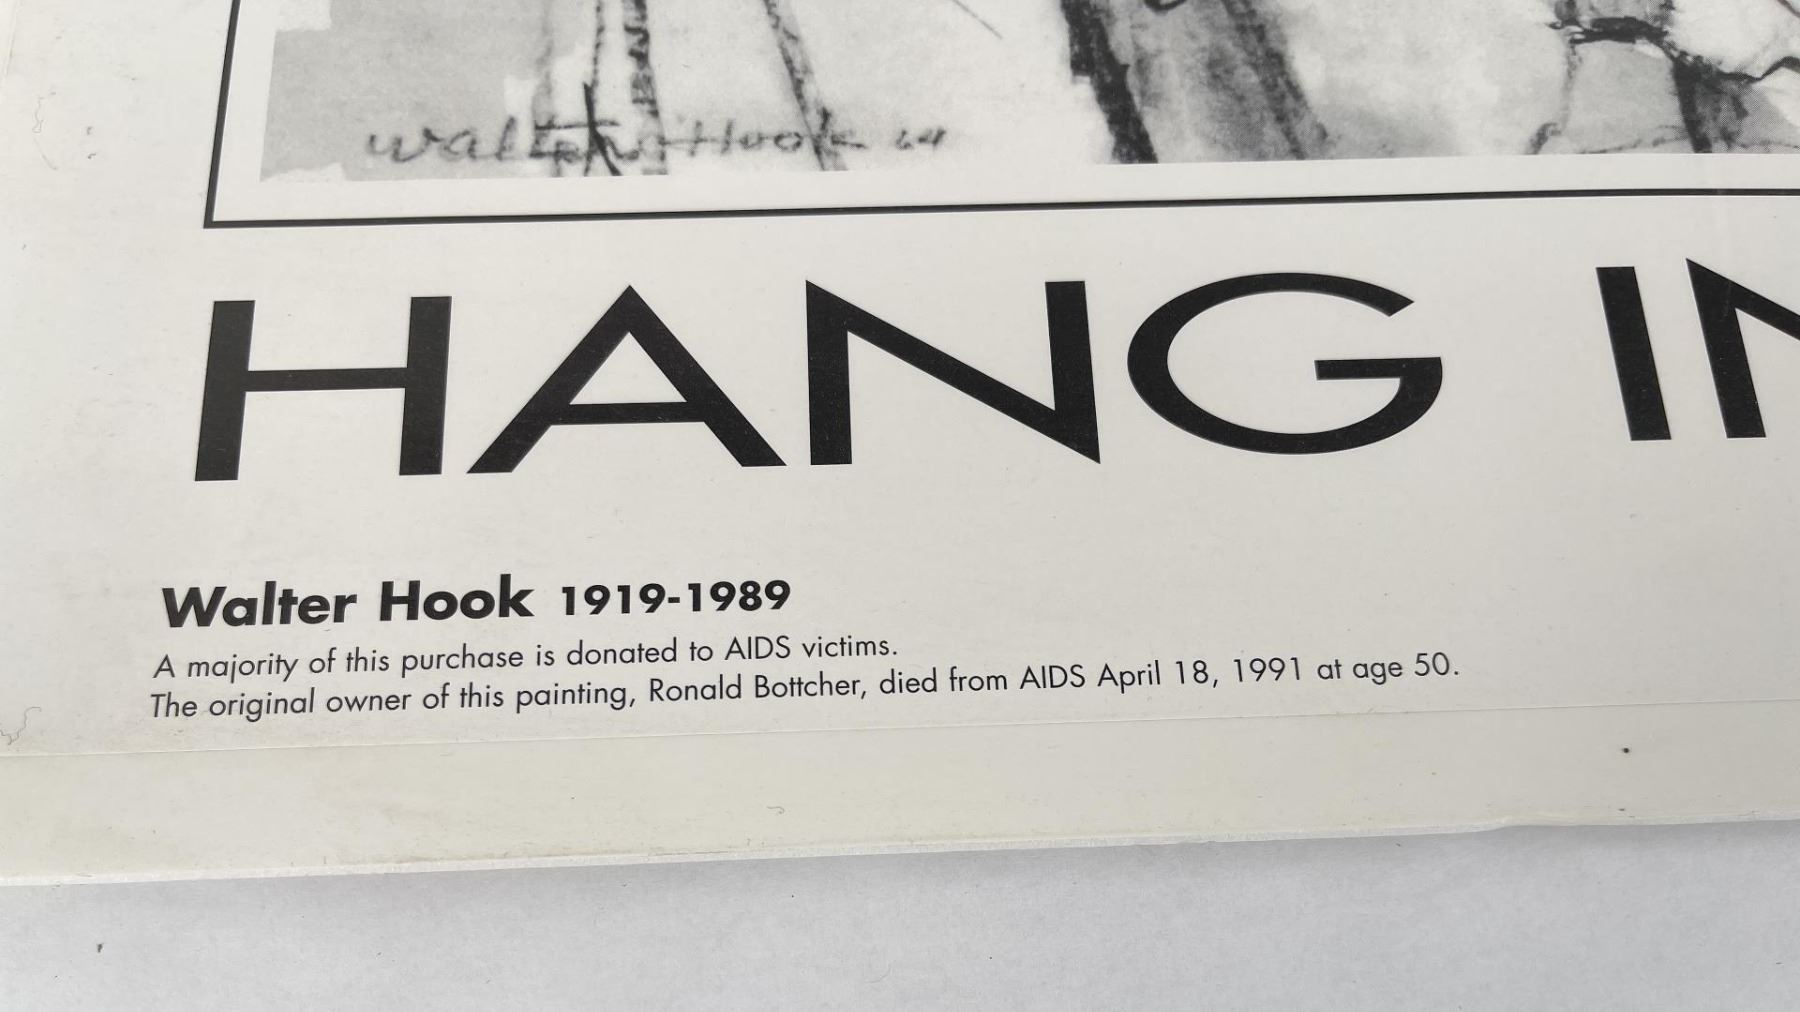 Walter Hook 64
HANG IN
Walter Hook 1919-1989
A majority of this purchase is donated to AIDS victims.
The original owner of this painting, Ronald Bottcher, died from AIDS April 18, 1991 at age 50.